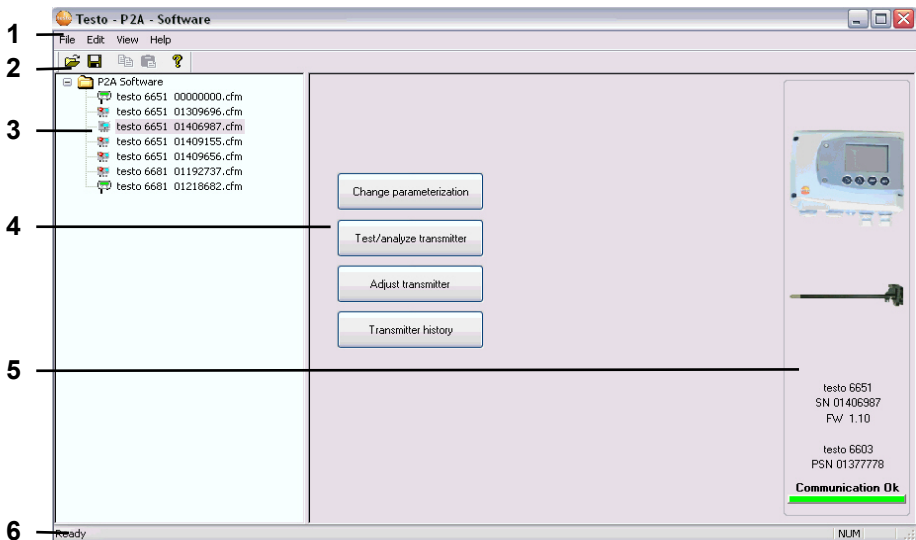 Testo - P2A - Software
1
File Edit View Help
2
P2A Software
testo 6651 00000000.cfm
testo 6651 01309696.cfm
3
testo 6651 01406987.cfm
testo 6651 01409155.cfm
testo 6651 01409656.cfm
testo 6681 01192737.cfm
testo 6681 01218682.cfm
Change parameterization
4
Test/analyze transmitter
Adjust transmitter
Transmitter history
5
testo 6651
SN 01406987
FW 1.10
testo 6603
PSN 01377778
Communication Ok
6
Ready
NUM